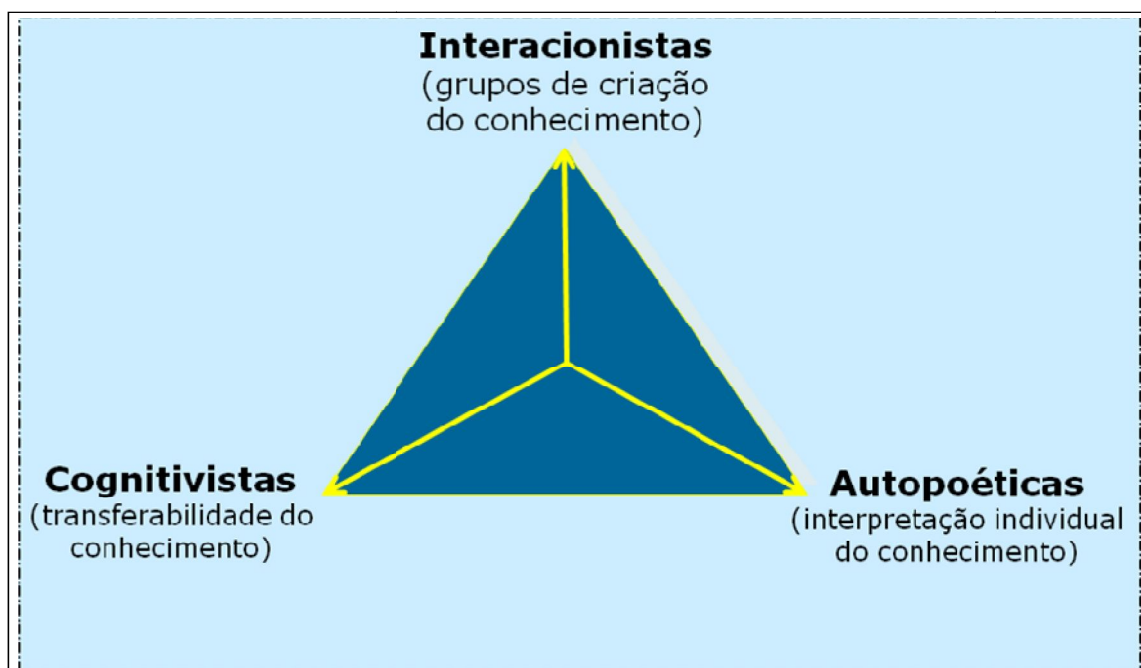 Interacionistas
(grupos de criação
do conhecimento)
Cognitivistas
(transferabilidade do
conhecimento)
Autopoéticas
(interpretação individual
do conhecimento)